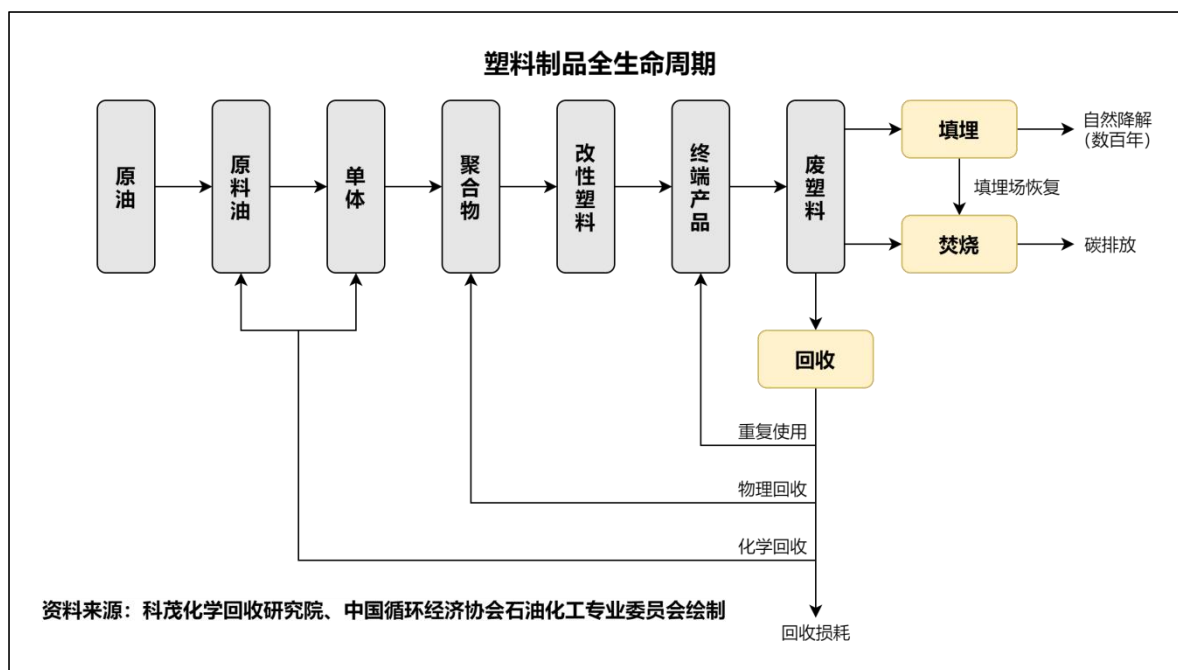 塑料制品全生命周期
原油
原料油
单体
聚合物
改性塑料
终端产品
废塑料
填埋
自然降解
(数百年)
填埋场恢复
焚烧
碳排放
回收
重复使用
物理回收
化学回收
资料来源：科茂化学回收研究院、中国循环经济协会石油化工专业委员会绘制
回收损耗